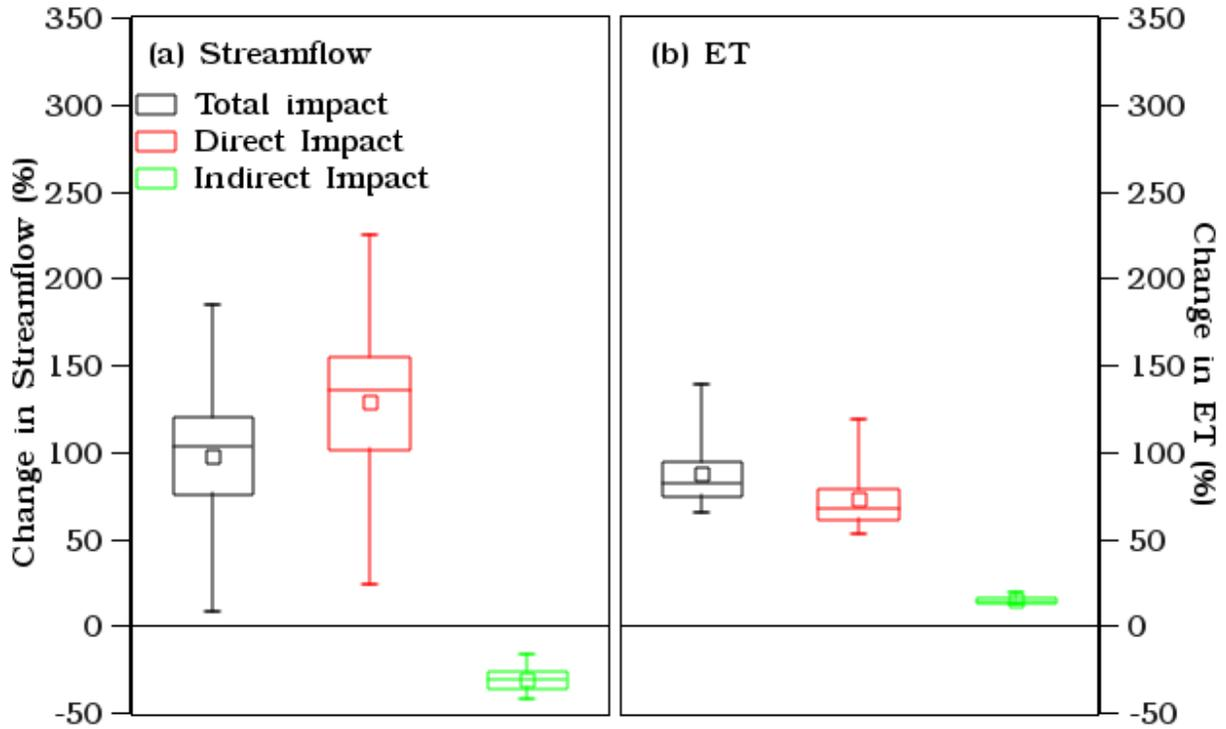 350
300
250
200
150
100
50
0
-50
Change in Streamflow (%)
(a) Streamflow
Total impact
Direct Impact
Indirect Impact
(b) ET
350
300
250
200
150
100
50
0
-50
Change in ET (%)